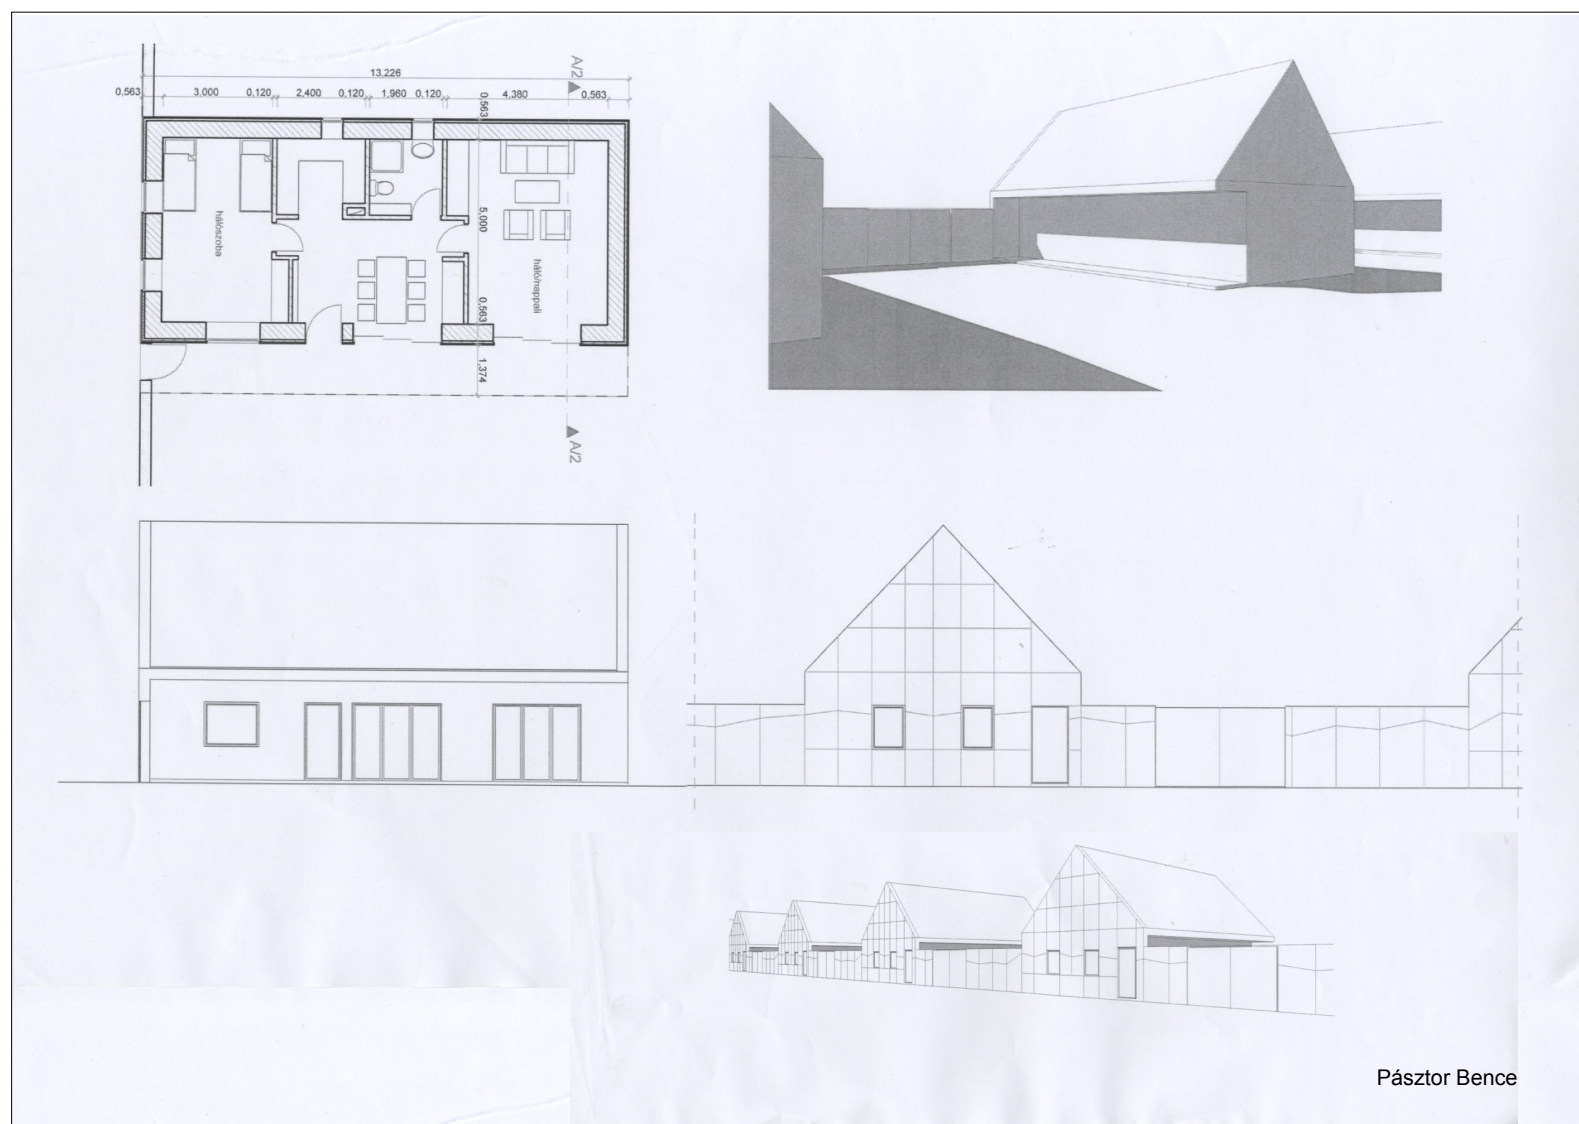 A/2
13,226
0,563 3,000 0,120 2,400 0,120 1,960 0,120 4,380 0,563
0,563
5,000
0,563
1,374
hálószoba
háló/nappali
A/2
Pásztor Bence